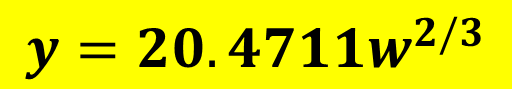 y = 20.4711w^{2/3}